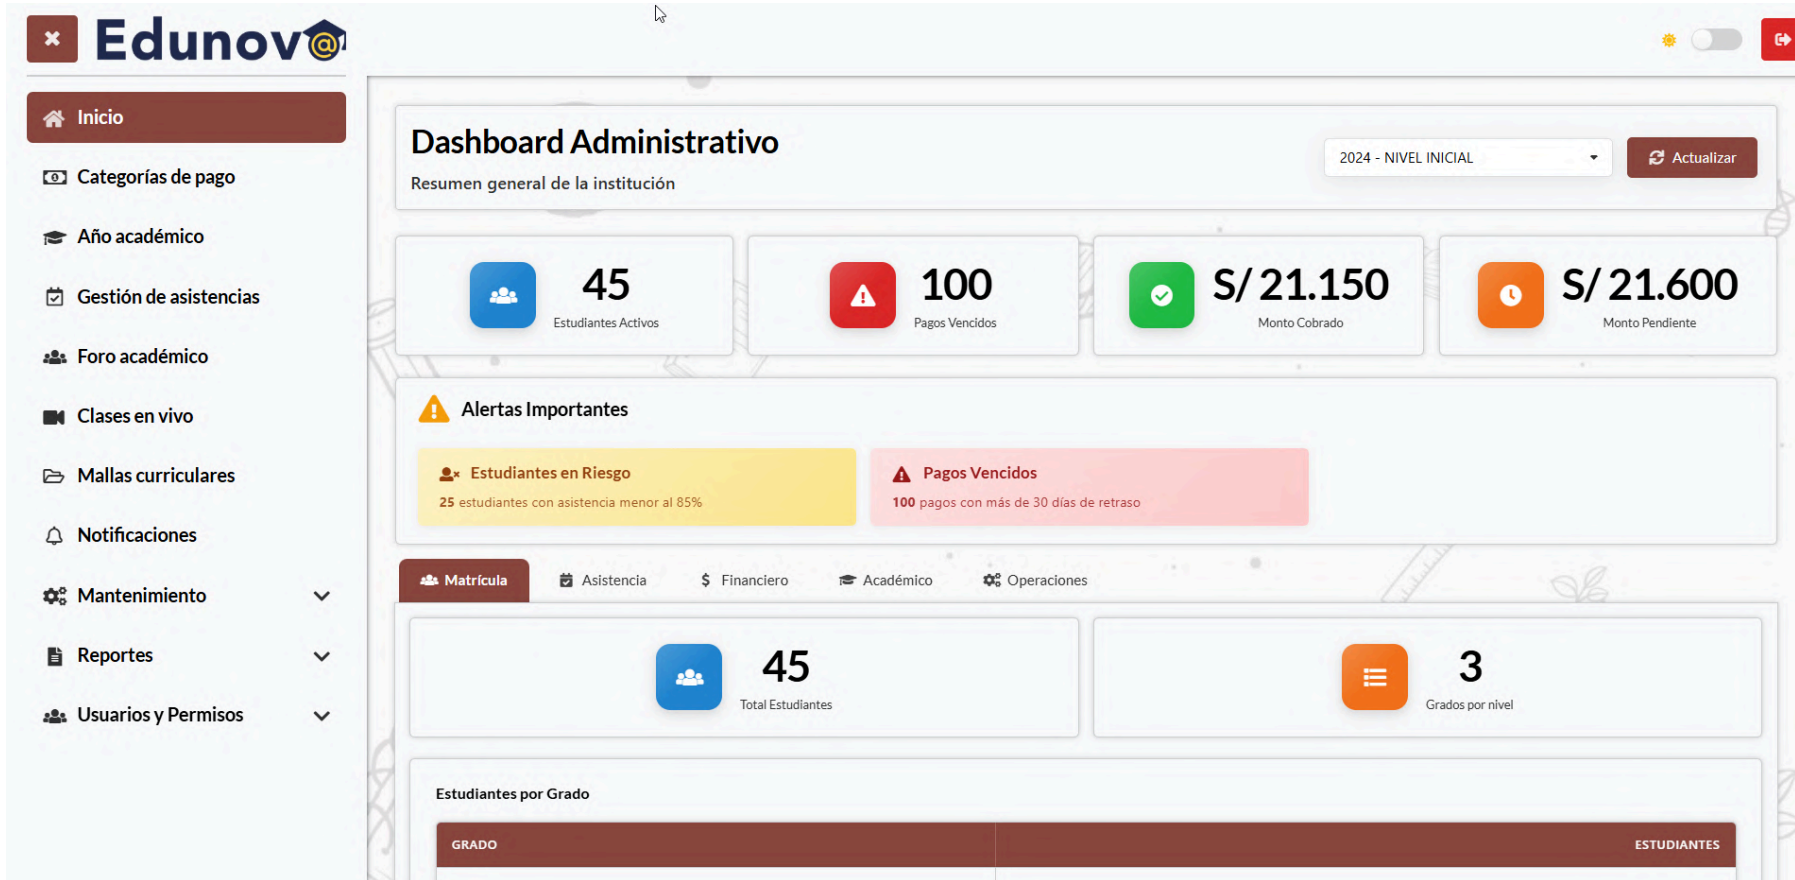 Edunov@
Inicio
Categorías de pago
Año académico
Gestión de asistencias
Foro académico
Clases en vivo
Mallas curriculares
Notificaciones
Mantenimiento
Reportes
Usuarios y Permisos
Dashboard Administrativo
Resumen general de la institución
2024 - NIVEL INICIAL
Actualizar
45
Estudiantes Activos
100
Pagos Vencidos
S/ 21.150
Monto Cobrado
S/ 21.600
Monto Pendiente
Alertas Importantes
Estudiantes en Riesgo
25 estudiantes con asistencia menor al 85%
Pagos Vencidos
100 pagos con más de 30 días de retraso
Matrícula
Asistencia
Financiero
Académico
Operaciones
45
Total Estudiantes
3
Grados por nivel
Estudiantes por Grado
GRADO
ESTUDIANTES